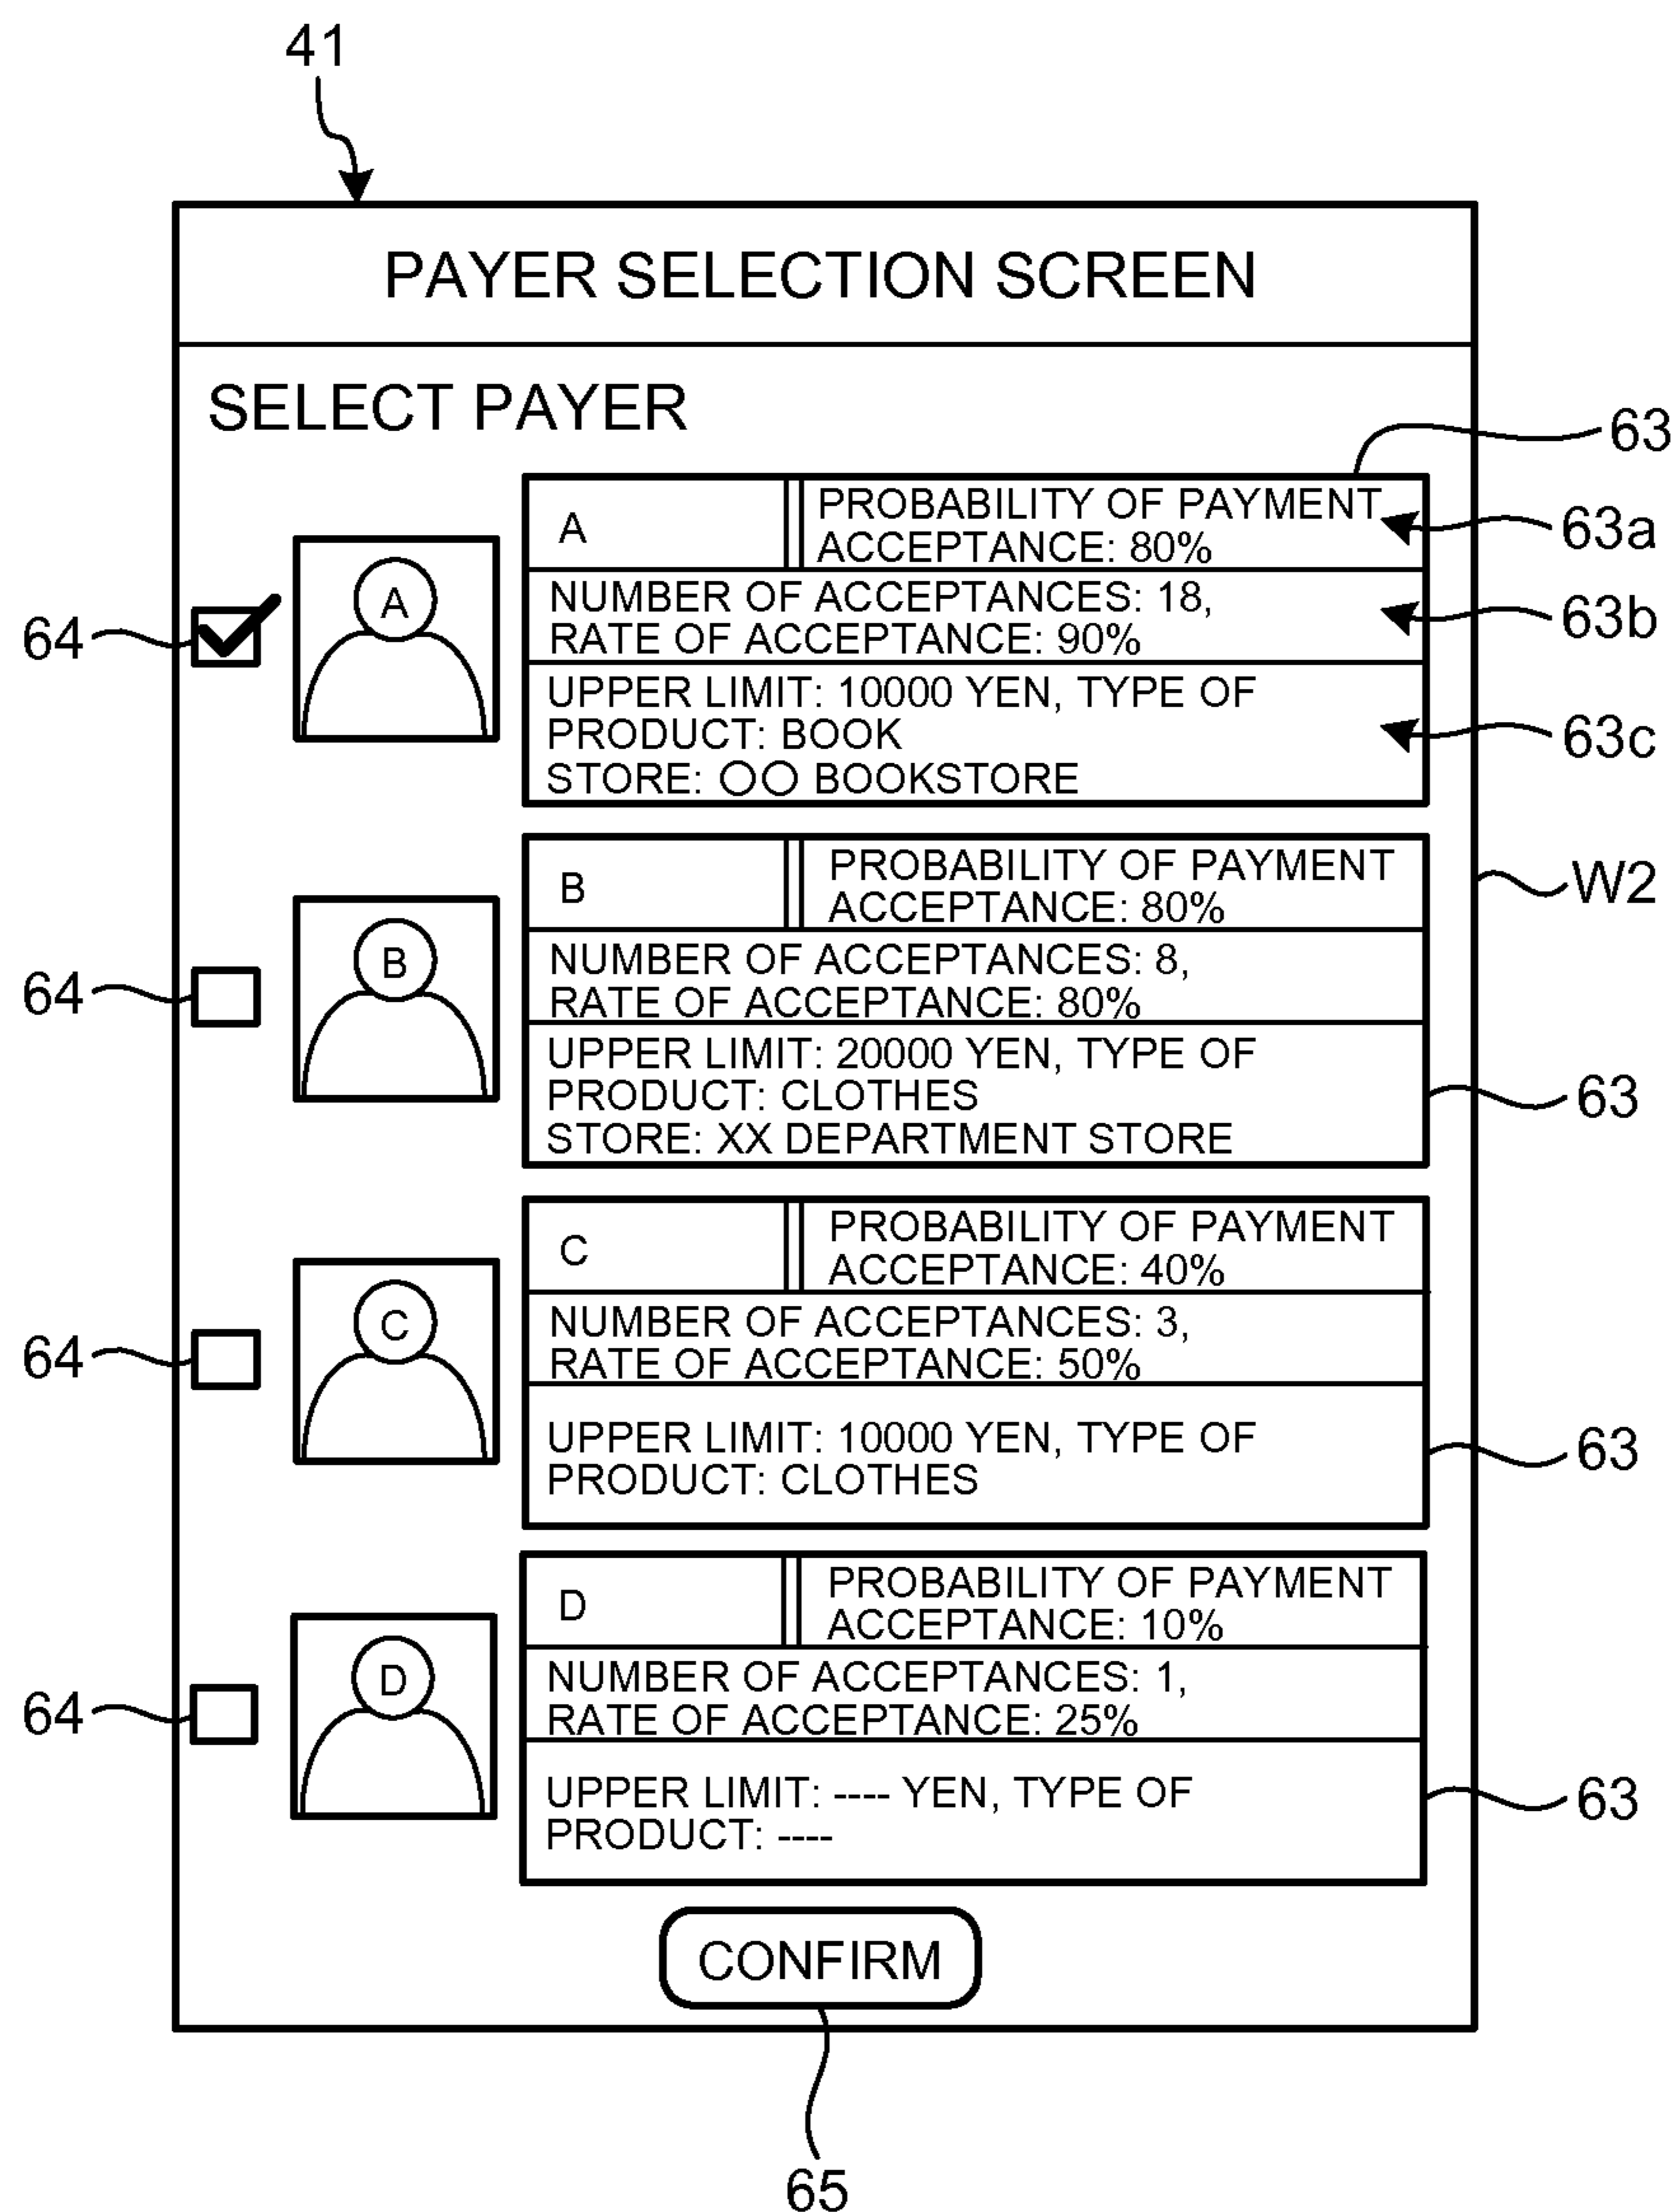 41
PAYER SELECTION SCREEN
SELECT PAYER
63
A
PROBABILITY OF PAYMENT
ACCEPTANCE: 80%
63a
64
A
NUMBER OF ACCEPTANCES: 18,
RATE OF ACCEPTANCE: 90%
63b
UPPER LIMIT: 10000 YEN, TYPE OF
PRODUCT: BOOK
STORE: ○○ BOOKSTORE
63c
B
PROBABILITY OF PAYMENT
ACCEPTANCE: 80%
W2
64
B
NUMBER OF ACCEPTANCES: 8,
RATE OF ACCEPTANCE: 80%
UPPER LIMIT: 20000 YEN, TYPE OF
PRODUCT: CLOTHES
STORE: XX DEPARTMENT STORE
63
C
PROBABILITY OF PAYMENT
ACCEPTANCE: 40%
64
C
NUMBER OF ACCEPTANCES: 3,
RATE OF ACCEPTANCE: 50%
UPPER LIMIT: 10000 YEN, TYPE OF
PRODUCT: CLOTHES
63
D
PROBABILITY OF PAYMENT
ACCEPTANCE: 10%
64
D
NUMBER OF ACCEPTANCES: 1,
RATE OF ACCEPTANCE: 25%
UPPER LIMIT: ---- YEN, TYPE OF
PRODUCT: ----
63
CONFIRM
65